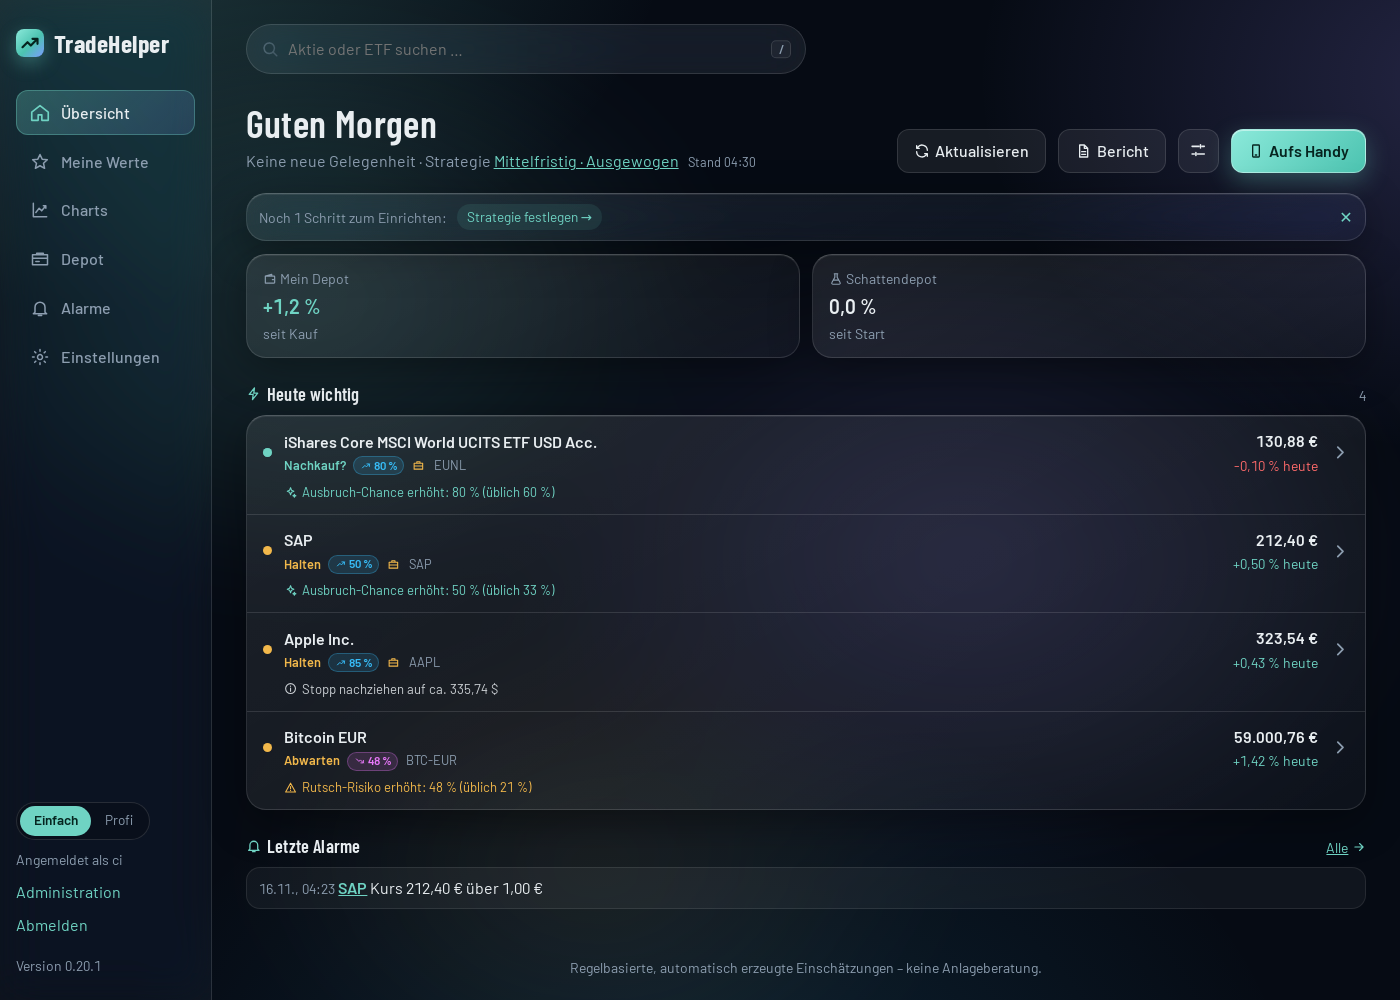 TradeHelper
Übersicht
Meine Werte
Charts
Depot
Alarme
Einstellungen
Einfach Profi
Angemeldet als ci
Administration
Abmelden
Version 0.20.1
Aktie oder ETF suchen … /
Guten Morgen
Keine neue Gelegenheit · Strategie Mittelfristig · Ausgewogen Stand 04:30
Aktualisieren Bericht Aufs Handy
Noch 1 Schritt zum Einrichten: Strategie festlegen →
Mein Depot
+1,2 %
seit Kauf
Schattendepot
0,0 %
seit Start
Heute wichtig 4
iShares Core MSCI World UCITS ETF USD Acc. 130,88 €
Nachkauf? 80 % EUNL -0,10 % heute
Ausbruch-Chance erhöht: 80 % (üblich 60 %)
SAP 212,40 €
Halten 50 % SAP +0,50 % heute
Ausbruch-Chance erhöht: 50 % (üblich 33 %)
Apple Inc. 323,54 €
Halten 85 % AAPL +0,43 % heute
Stopp nachziehen auf ca. 335,74 $
Bitcoin EUR 59.000,76 €
Abwarten 48 % BTC-EUR +1,42 % heute
Rutsch-Risiko erhöht: 48 % (üblich 21 %)
Letzte Alarme Alle →
16.11., 04:23 SAP Kurs 212,40 € über 1,00 €
Regelbasierte, automatisch erzeugte Einschätzungen – keine Anlageberatung.